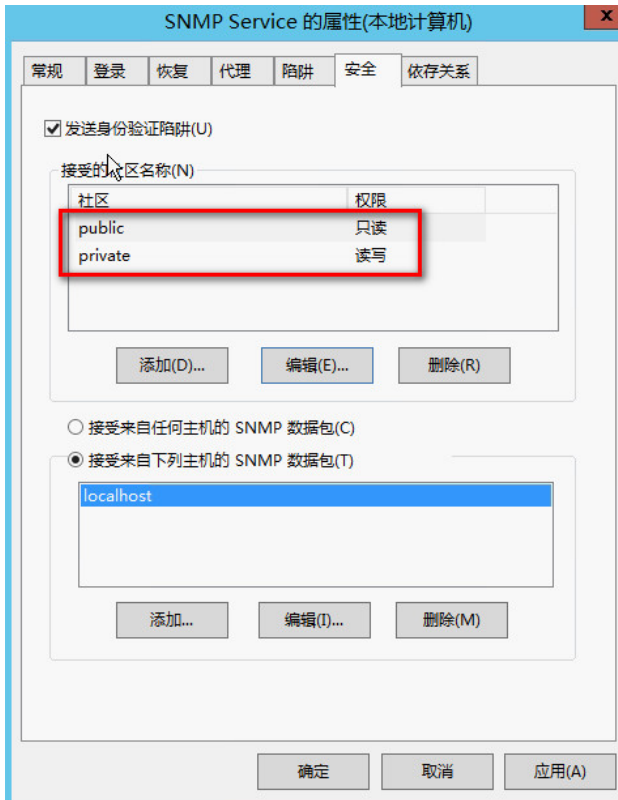 SNMP Service 的属性(本地计算机)
x
常规 登录 恢复 代理 陷阱 安全 依存关系
发送身份验证陷阱(U)
接受的社区名称(N)
社区 权限
public 只读
private 读写
添加(D)... 编辑(E)... 删除(R)
接受来自任何主机的 SNMP 数据包(C)
接受来自下列主机的 SNMP 数据包(T)
localhost
添加... 编辑(I)... 删除(M)
确定 取消 应用(A)